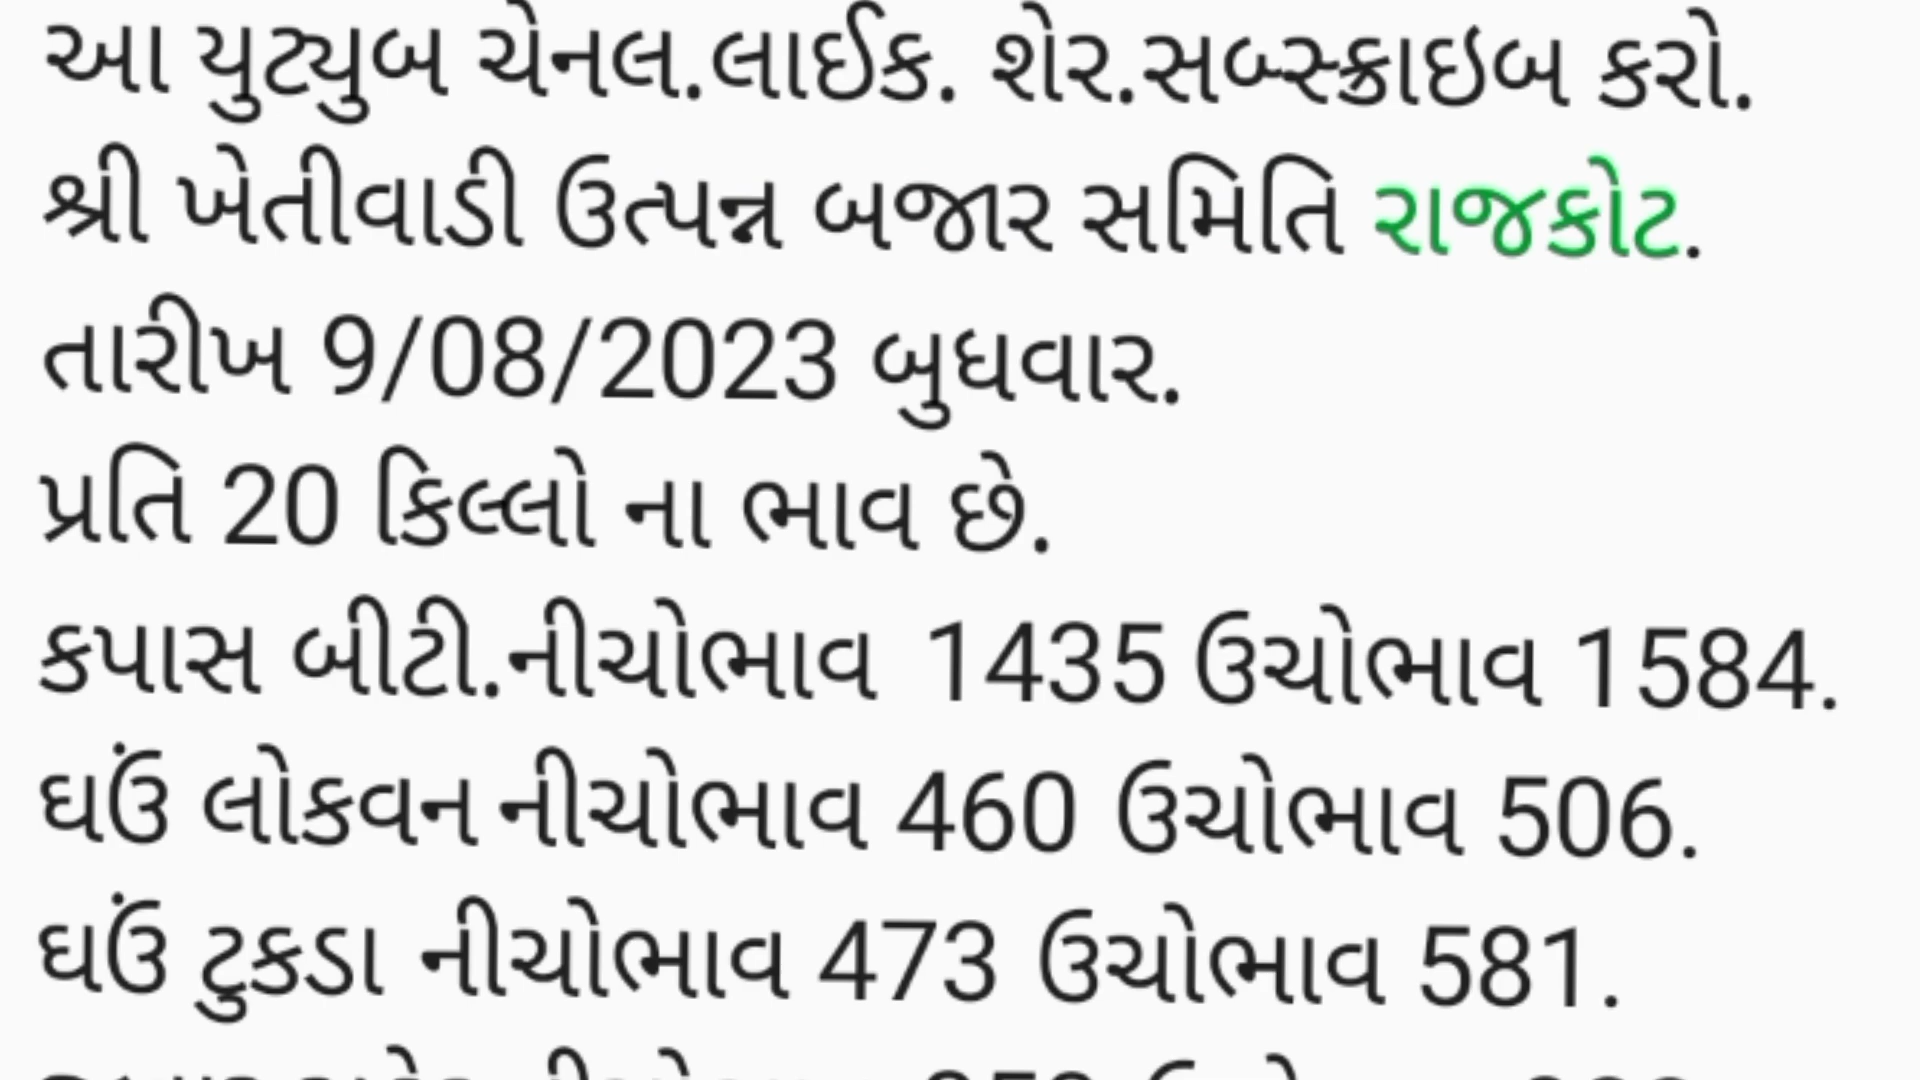 આ યુટ્યુબ ચેનલ.લાઈક. શેર.સબ્સ્ક્રાઇબ કરો.
શ્રી ખેતીવાડી ઉત્પન્ન બજાર સમિતિ રાજકોટ.
તારીખ 9/08/2023 બુધવાર.
પ્રતિ 20 કિલ્લો ના ભાવ છે.
કપાસ બીટી.નીચોભાવ 1435 ઉચોભાવ 1584.
ઘઉં લોકવન નીચોભાવ 460 ઉચોભાવ 506.
ઘઉં ટુકડા નીચોભાવ 473 ઉચોભાવ 581.